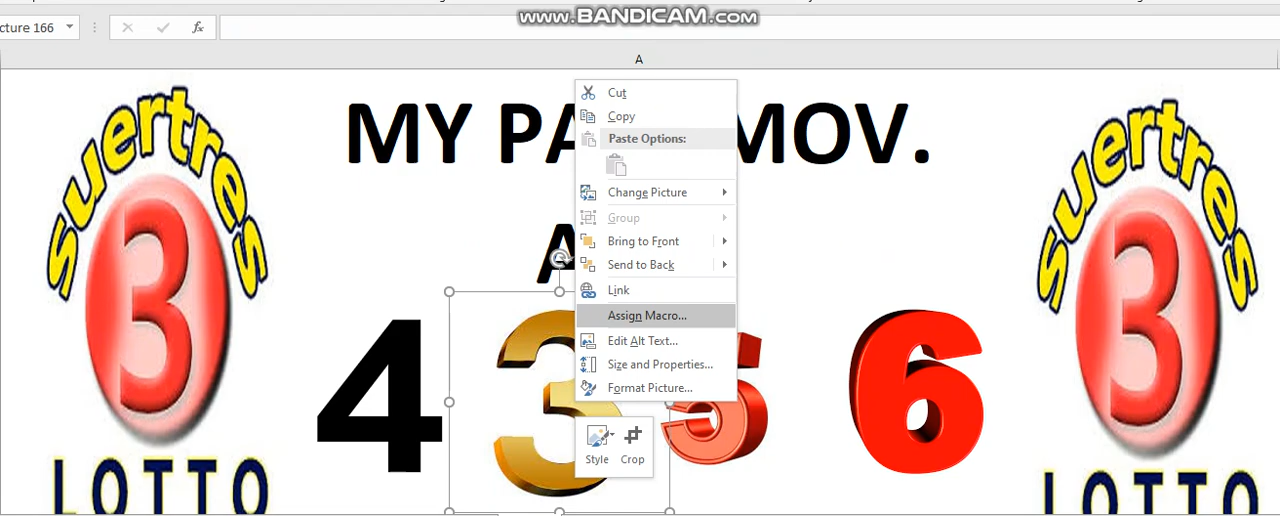 www.BANDICAM.com
cture 166
fx
A
suertres
3
LOTTO
MY PA
MOV.
A
4
3
5
6
suertres
3
LOTTO
Cut
Copy
Paste Options:
Change Picture
Group
Bring to Front
Send to Back
Link
Assign Macro...
Edit Alt Text...
Size and Properties...
Format Picture...
Style
Crop